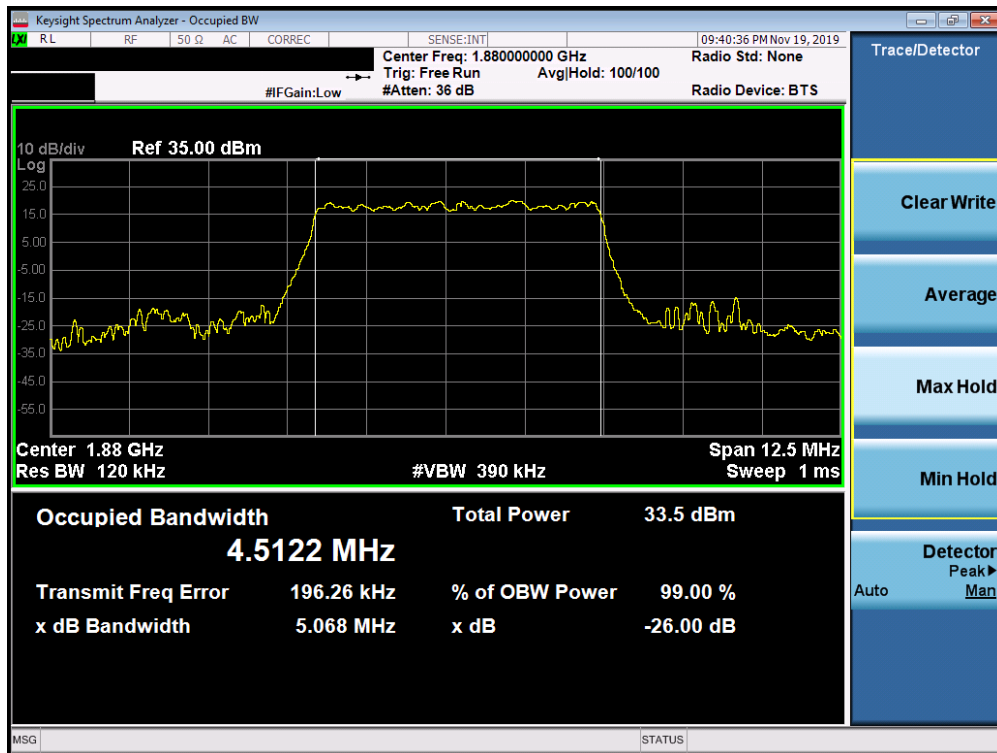 Keysight Spectrum Analyzer - Occupied BW
LXI RL RF 50 Ω AC CORREC SENSE:INT 09:40:36 PM Nov 19, 2019
Center Freq: 1.880000000 GHz Radio Std: None
Trig: Free Run Avg|Hold: 100/100
#IFGain:Low #Atten: 36 dB Radio Device: BTS
Trace/Detector
10 dB/div Ref 35.00 dBm
Log
25.0
15.0
5.00
-5.00
-15.0
-25.0
-35.0
-45.0
-55.0
Center 1.88 GHz Span 12.5 MHz
Res BW 120 kHz #VBW 390 kHz Sweep 1 ms
Occupied Bandwidth Total Power 33.5 dBm
4.5122 MHz
Transmit Freq Error 196.26 kHz % of OBW Power 99.00 %
x dB Bandwidth 5.068 MHz x dB -26.00 dB
Clear Write
Average
Max Hold
Min Hold
Detector
Peak▶
Auto Man
MSG STATUS